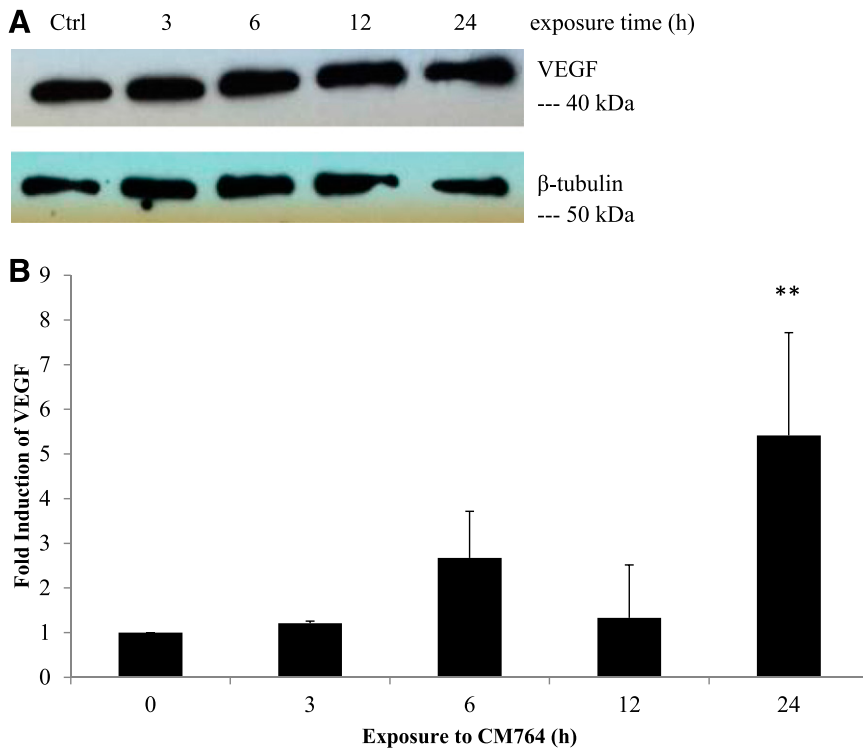 A Ctrl 3 6 12 24 exposure time (h)
VEGF
--- 40 kDa
β-tubulin
--- 50 kDa
B
Fold Induction of VEGF
9
8
7
6
5
4
3
2
1
0
**
0 3 6 12 24
Exposure to CM764 (h)